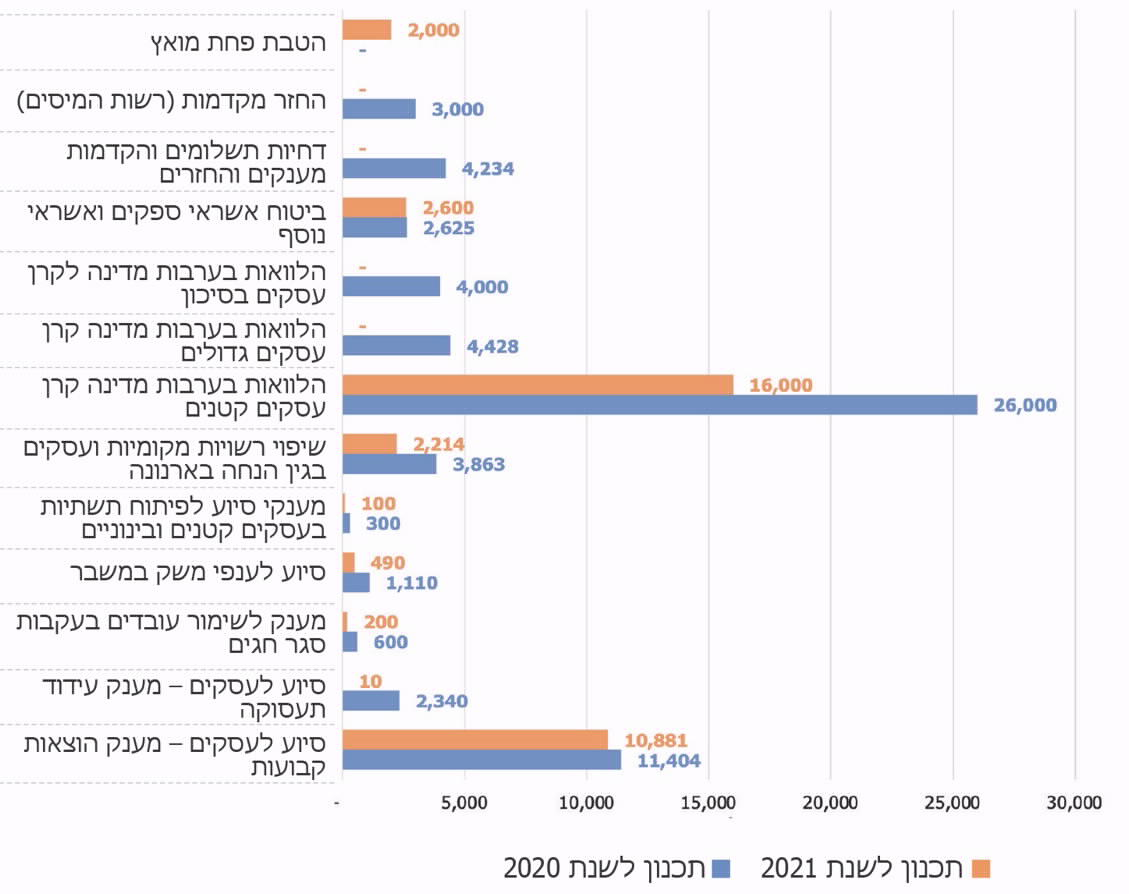 הטבת פחת מואץ
2,000
-
החזר מקדמות (רשות המיסים)
-
3,000
דחיות תשלומים והקדמות
מענקים והחזרים
-
4,234
ביטוח אשראי ספקים ואשראי
נוסף
2,600
2,625
הלוואות בערבות מדינה לקרן
עסקים בסיכון
-
4,000
הלוואות בערבות מדינה קרן
עסקים גדולים
-
4,428
הלוואות בערבות מדינה קרן
עסקים קטנים
16,000
26,000
שיפוי רשויות מקומיות ועסקים
בגין הנחה בארנונה
2,214
3,863
מענקי סיוע לפיתוח תשתיות
בעסקים קטנים ובינוניים
100
300
סיוע לענפי משק במשבר
490
1,110
מענק לשימור עובדים בעקבות
סגר חגים
200
600
סיוע לעסקים – מענק עידוד
תעסוקה
10
2,340
סיוע לעסקים – מענק הוצאות
קבועות
10,881
11,404
- 5,000 10,000 15,000 20,000 25,000 30,000
תכנון לשנת 2021
תכנון לשנת 2020